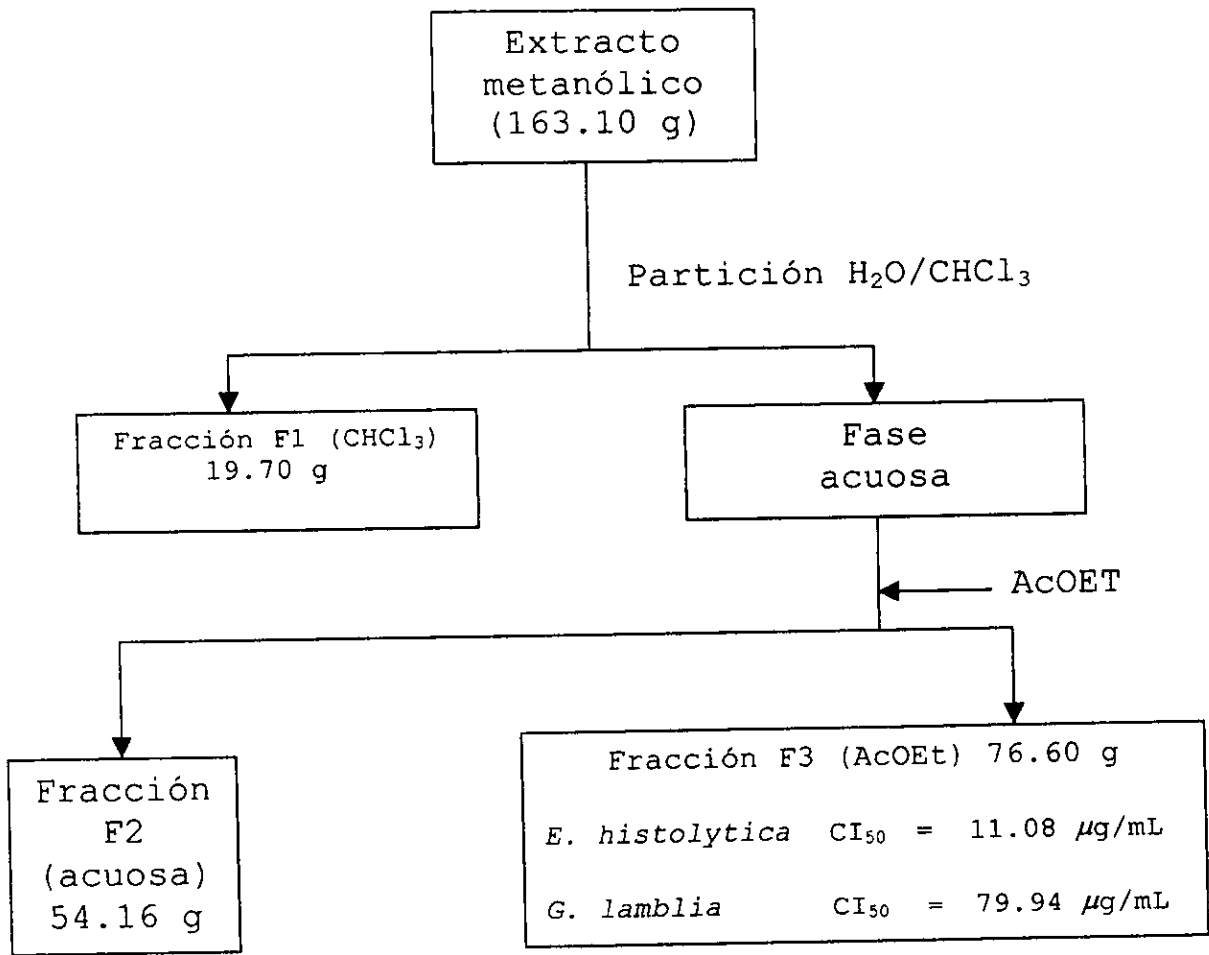 Extracto
metanólico
(163.10 g)
Partición H₂O/CHCl₃
Fracción F1 (CHCl₃)
19.70 g
Fase
acuosa
AcOET
Fracción
F2
(acuosa)
54.16 g
Fracción F3 (AcOEt) 76.60 g
E. histolytica CI₅₀ = 11.08 µg/mL
G. lamblia CI₅₀ = 79.94 µg/mL